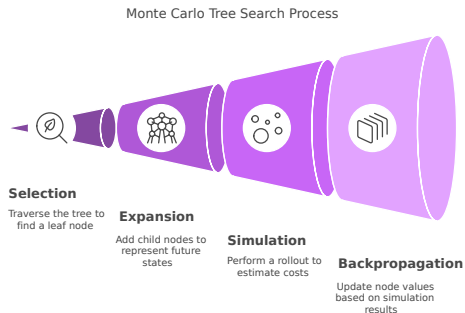 Monte Carlo Tree Search Process
Selection
Traverse the tree to
find a leaf node
Expansion
Add child nodes to
represent future
states
Simulation
Perform a rollout to
estimate costs
Backpropagation
Update node values
based on simulation
results